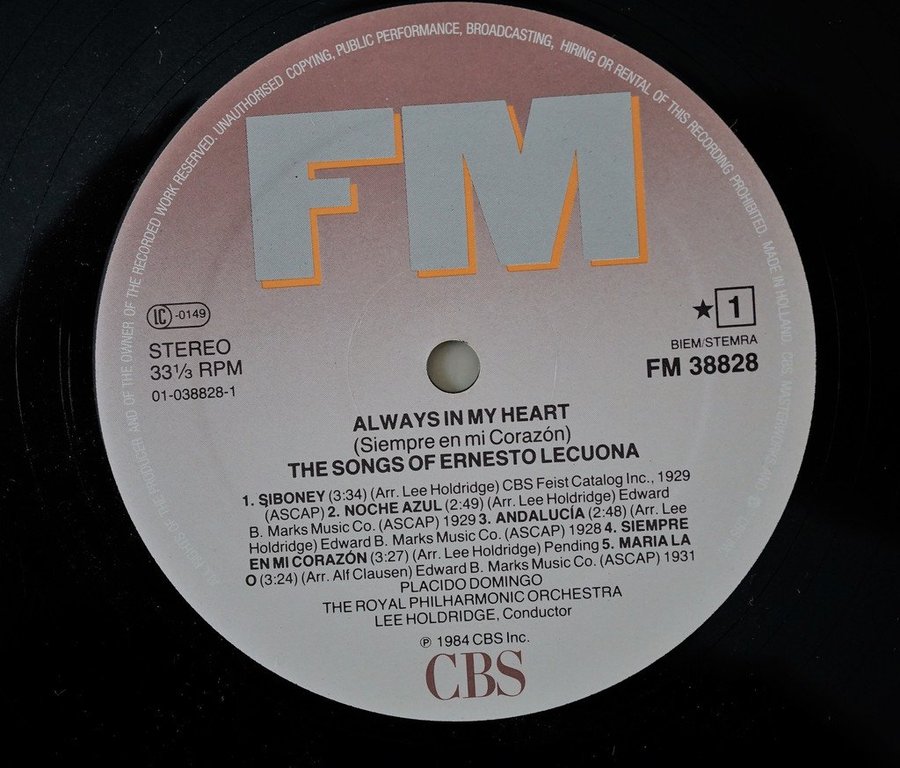 ALL RIGHTS OF THE PRODUCER AND OF THE OWNER OF THE RECORDED WORK RESERVED. UNAUTHORISED COPYING, PUBLIC PERFORMANCE, BROADCASTING, HIRING OR RENTAL OF THIS RECORDING PROHIBITED MADE IN HOLLAND CBS MASTERWORKS
FM
LC -0149
STEREO
33⅓ RPM
01-038828-1
★ 1
BIEM/STEMRA
FM 38828
ALWAYS IN MY HEART
(Siempre en mi Corazón)
THE SONGS OF ERNESTO LECUONA
1. SIBONEY (3:34) (Arr. Lee Holdridge) CBS Feist Catalog Inc., 1929
(ASCAP) 2. NOCHE AZUL (2:49) (Arr. Lee Holdridge) Edward
B. Marks Music Co. (ASCAP) 1929 3. ANDALUCÍA (2:48) (Arr. Lee
Holdridge) Edward B. Marks Music Co. (ASCAP) 1928 4. SIEMPRE
EN MI CORAZÓN (3:27) (Arr. Lee Holdridge) Pending 5. MARIA LA
O (3:24) (Arr. Alf Clausen) Edward B. Marks Music Co. (ASCAP) 1931
PLACIDO DOMINGO
THE ROYAL PHILHARMONIC ORCHESTRA
LEE HOLDRIDGE, Conductor
℗ 1984 CBS Inc.
CBS